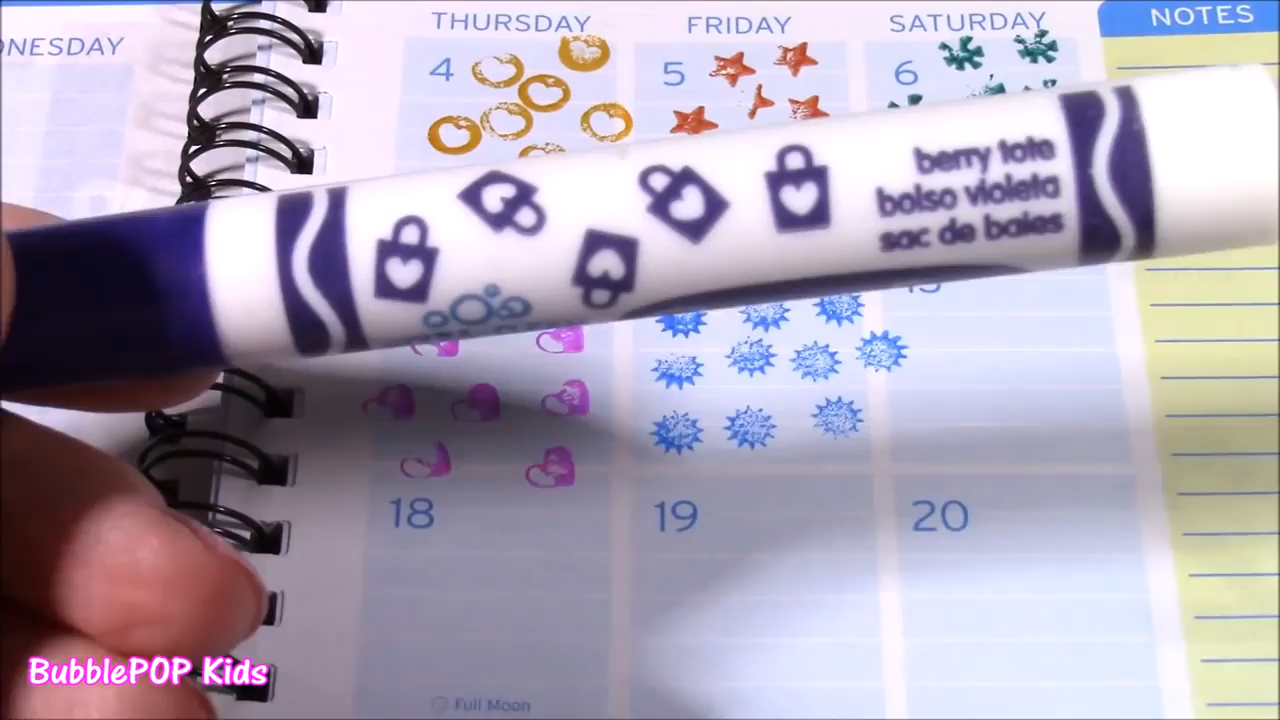 NESDAY
THURSDAY
FRIDAY
SATURDAY
NOTES
4
5
6
berry tote
bolso violeta
sac de baies
18
19
20
Full Moon
BubblePOP Kids